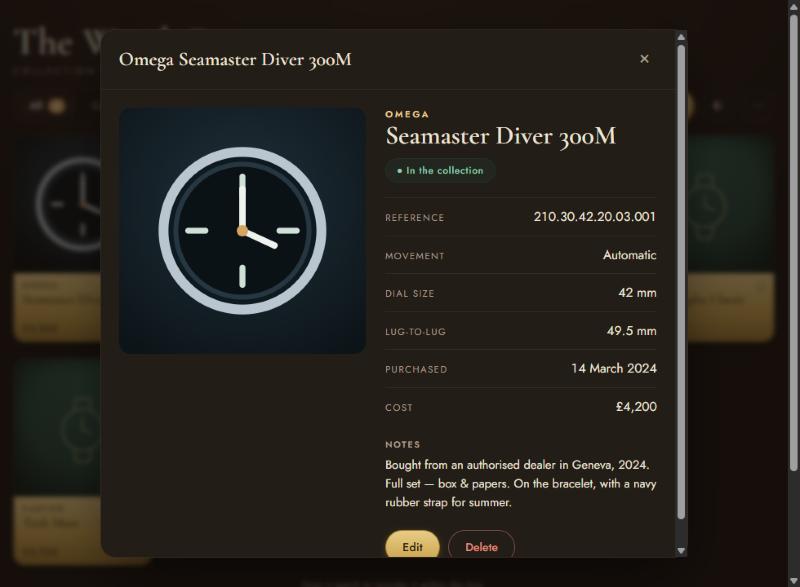 The W
Omega Seamaster Diver 300M
×
OMEGA
Seamaster Diver 300M
In the collection
REFERENCE 210.30.42.20.03.001
MOVEMENT Automatic
DIAL SIZE 42 mm
LUG-TO-LUG 49.5 mm
PURCHASED 14 March 2024
COST £4,200
NOTES
Bought from an authorised dealer in Geneva, 2024.
Full set — box & papers. On the bracelet, with a navy
rubber strap for summer.
Edit Delete